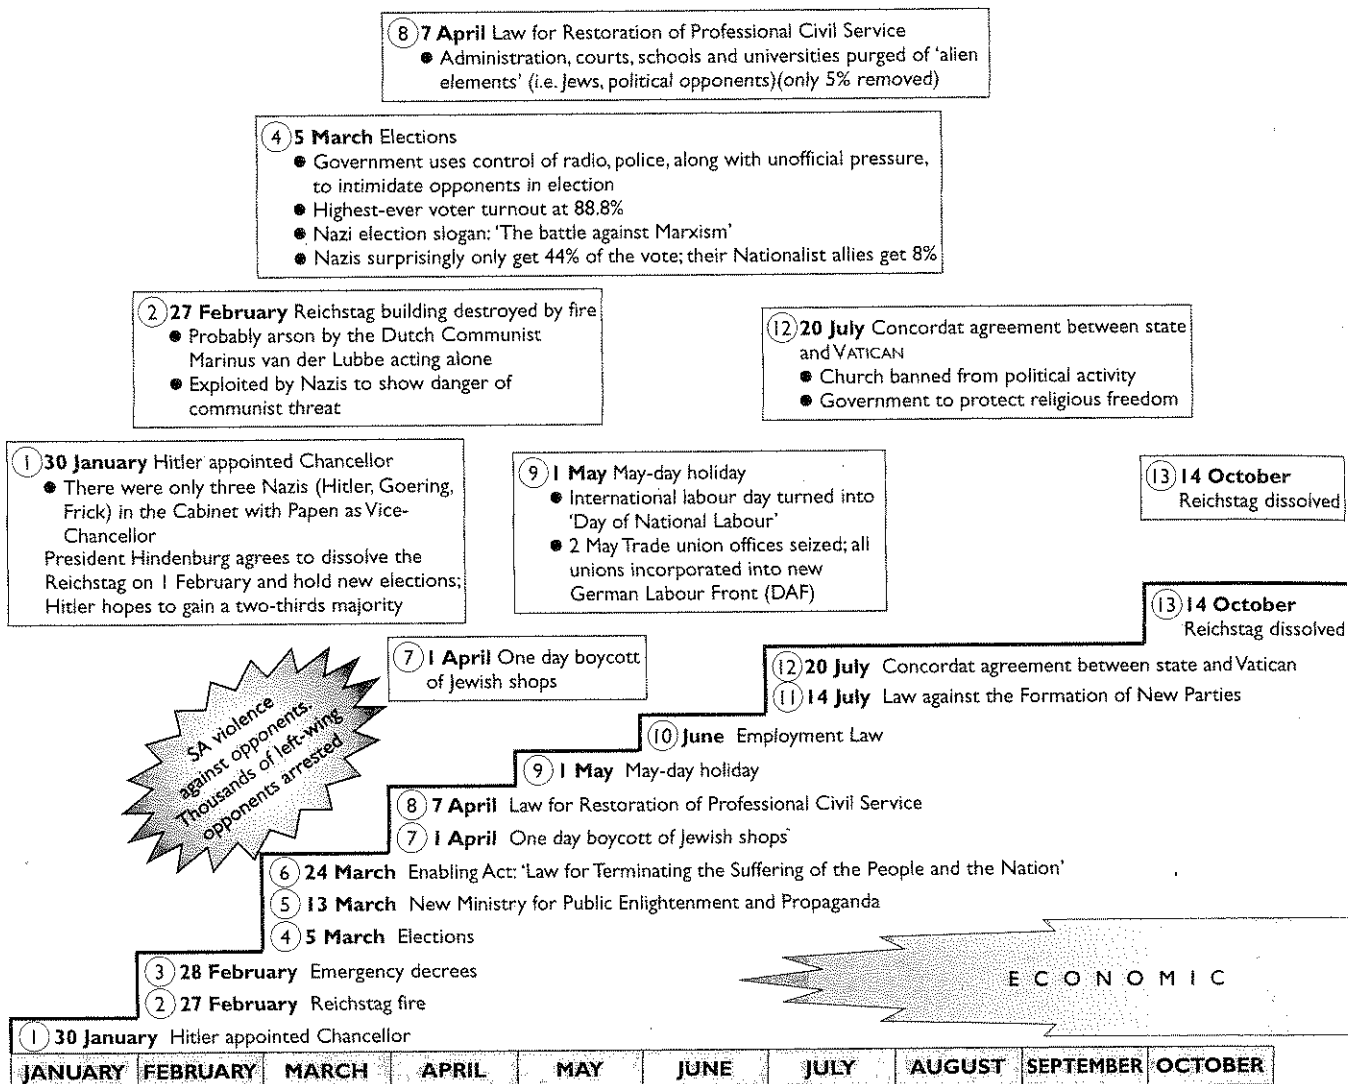 8 7 April Law for Restoration of Professional Civil Service
● Administration, courts, schools and universities purged of 'alien
elements' (i.e. Jews, political opponents)(only 5% removed)
4 5 March Elections
● Government uses control of radio, police, along with unofficial pressure,
to intimidate opponents in election
● Highest-ever voter turnout at 88.8%
● Nazi election slogan: 'The battle against Marxism'
● Nazis surprisingly only get 44% of the vote; their Nationalist allies get 8%
2 27 February Reichstag building destroyed by fire
● Probably arson by the Dutch Communist
Marinus van der Lubbe acting alone
● Exploited by Nazis to show danger of
communist threat
12 20 July Concordat agreement between state
and VATICAN
● Church banned from political activity
● Government to protect religious freedom
1 30 January Hitler appointed Chancellor
● There were only three Nazis (Hitler, Goering,
Frick) in the Cabinet with Papen as Vice-
Chancellor
President Hindenburg agrees to dissolve the
Reichstag on 1 February and hold new elections;
Hitler hopes to gain a two-thirds majority
9 1 May May-day holiday
● International labour day turned into
'Day of National Labour'
● 2 May Trade union offices seized; all
unions incorporated into new
German Labour Front (DAF)
13 14 October
Reichstag dissolved
7 1 April One day boycott
of Jewish shops
SA violence
against opponents.
Thousands of left-wing
opponents arrested
13 14 October
Reichstag dissolved
12 20 July Concordat agreement between state and Vatican
11 14 July Law against the Formation of New Parties
10 June Employment Law
9 1 May May-day holiday
8 7 April Law for Restoration of Professional Civil Service
7 1 April One day boycott of Jewish shops
6 24 March Enabling Act: 'Law for Terminating the Suffering of the People and the Nation'
5 13 March New Ministry for Public Enlightenment and Propaganda
4 5 March Elections
3 28 February Emergency decrees
2 27 February Reichstag fire
1 30 January Hitler appointed Chancellor
ECONOMIC
JANUARY FEBRUARY MARCH APRIL MAY JUNE JULY AUGUST SEPTEMBER OCTOBER